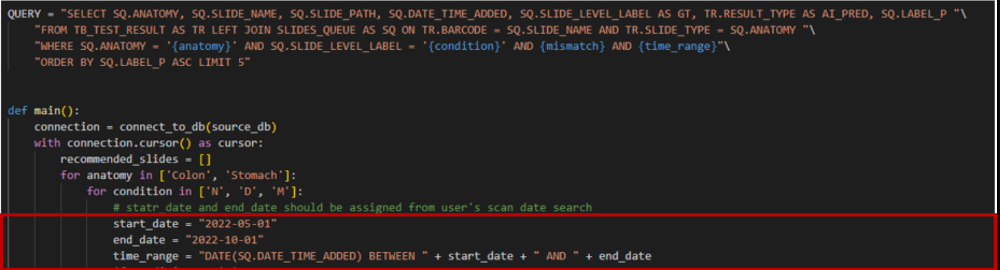 QUERY = "SELECT SQ.ANATOMY, SQ.SLIDE_NAME, SQ.SLIDE_PATH, SQ.DATE_TIME_ADDED, SQ.SLIDE_LEVEL_LABEL AS GT, TR.RESULT_TYPE AS AI_PRED, SQ.LABEL_P "\
"FROM TB_TEST_RESULT AS TR LEFT JOIN SLIDES_QUEUE AS SQ ON TR.BARCODE = SQ.SLIDE_NAME AND TR.SLIDE_TYPE = SQ.ANATOMY "\
"WHERE SQ.ANATOMY = '{anatomy}' AND SQ.SLIDE_LEVEL_LABEL = '{condition}' AND {mismatch} AND {time_range}"\
"ORDER BY SQ.LABEL_P ASC LIMIT 5"
def main():
connection = connect_to_db(source_db)
with connection.cursor() as cursor:
recommended_slides = []
for anatomy in ['Colon', 'Stomach']:
for condition in ['N', 'D', 'M']:
# statr_date and end_date should be assigned from user's scan date search
start_date = "2022-05-01"
end_date = "2022-10-01"
time_range = "DATE(SQ.DATE_TIME_ADDED) BETWEEN " + start_date + " AND " + end_date